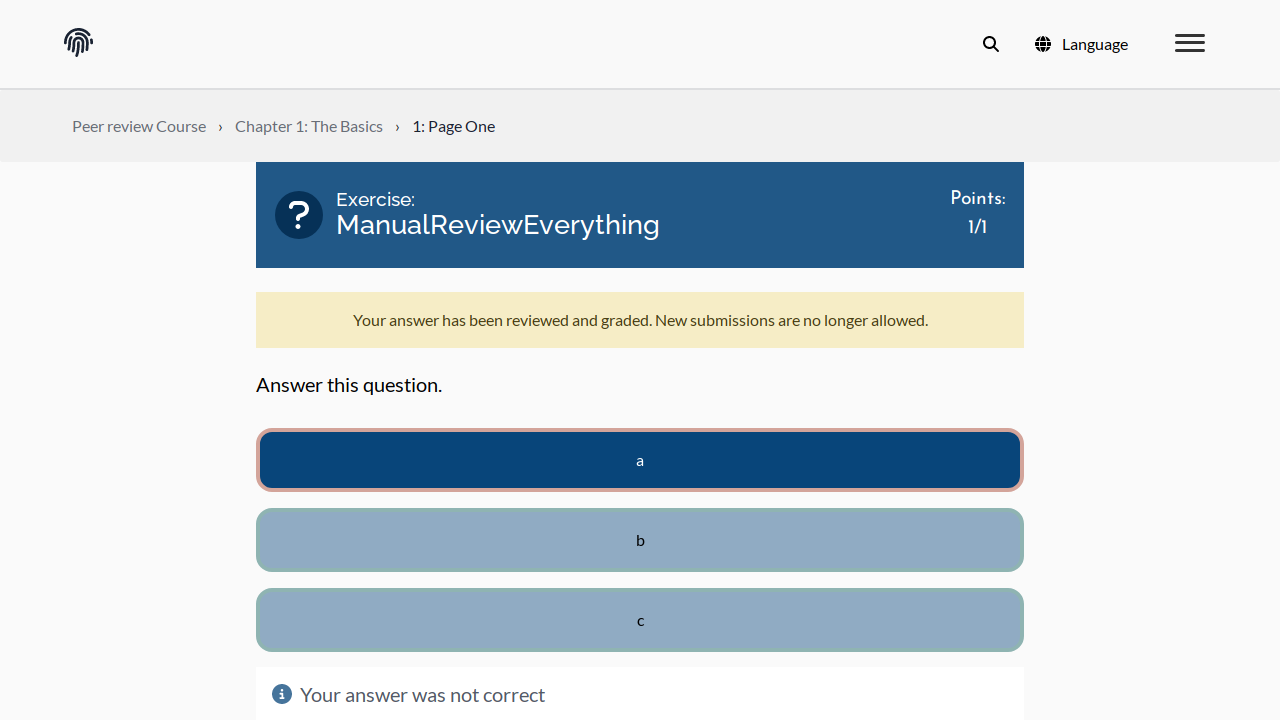 Language
Peer review Course › Chapter 1: The Basics › 1: Page One
Exercise:
ManualReviewEverything
Points:
1/1
Your answer has been reviewed and graded. New submissions are no longer allowed.
Answer this question.
a
b
c
Your answer was not correct